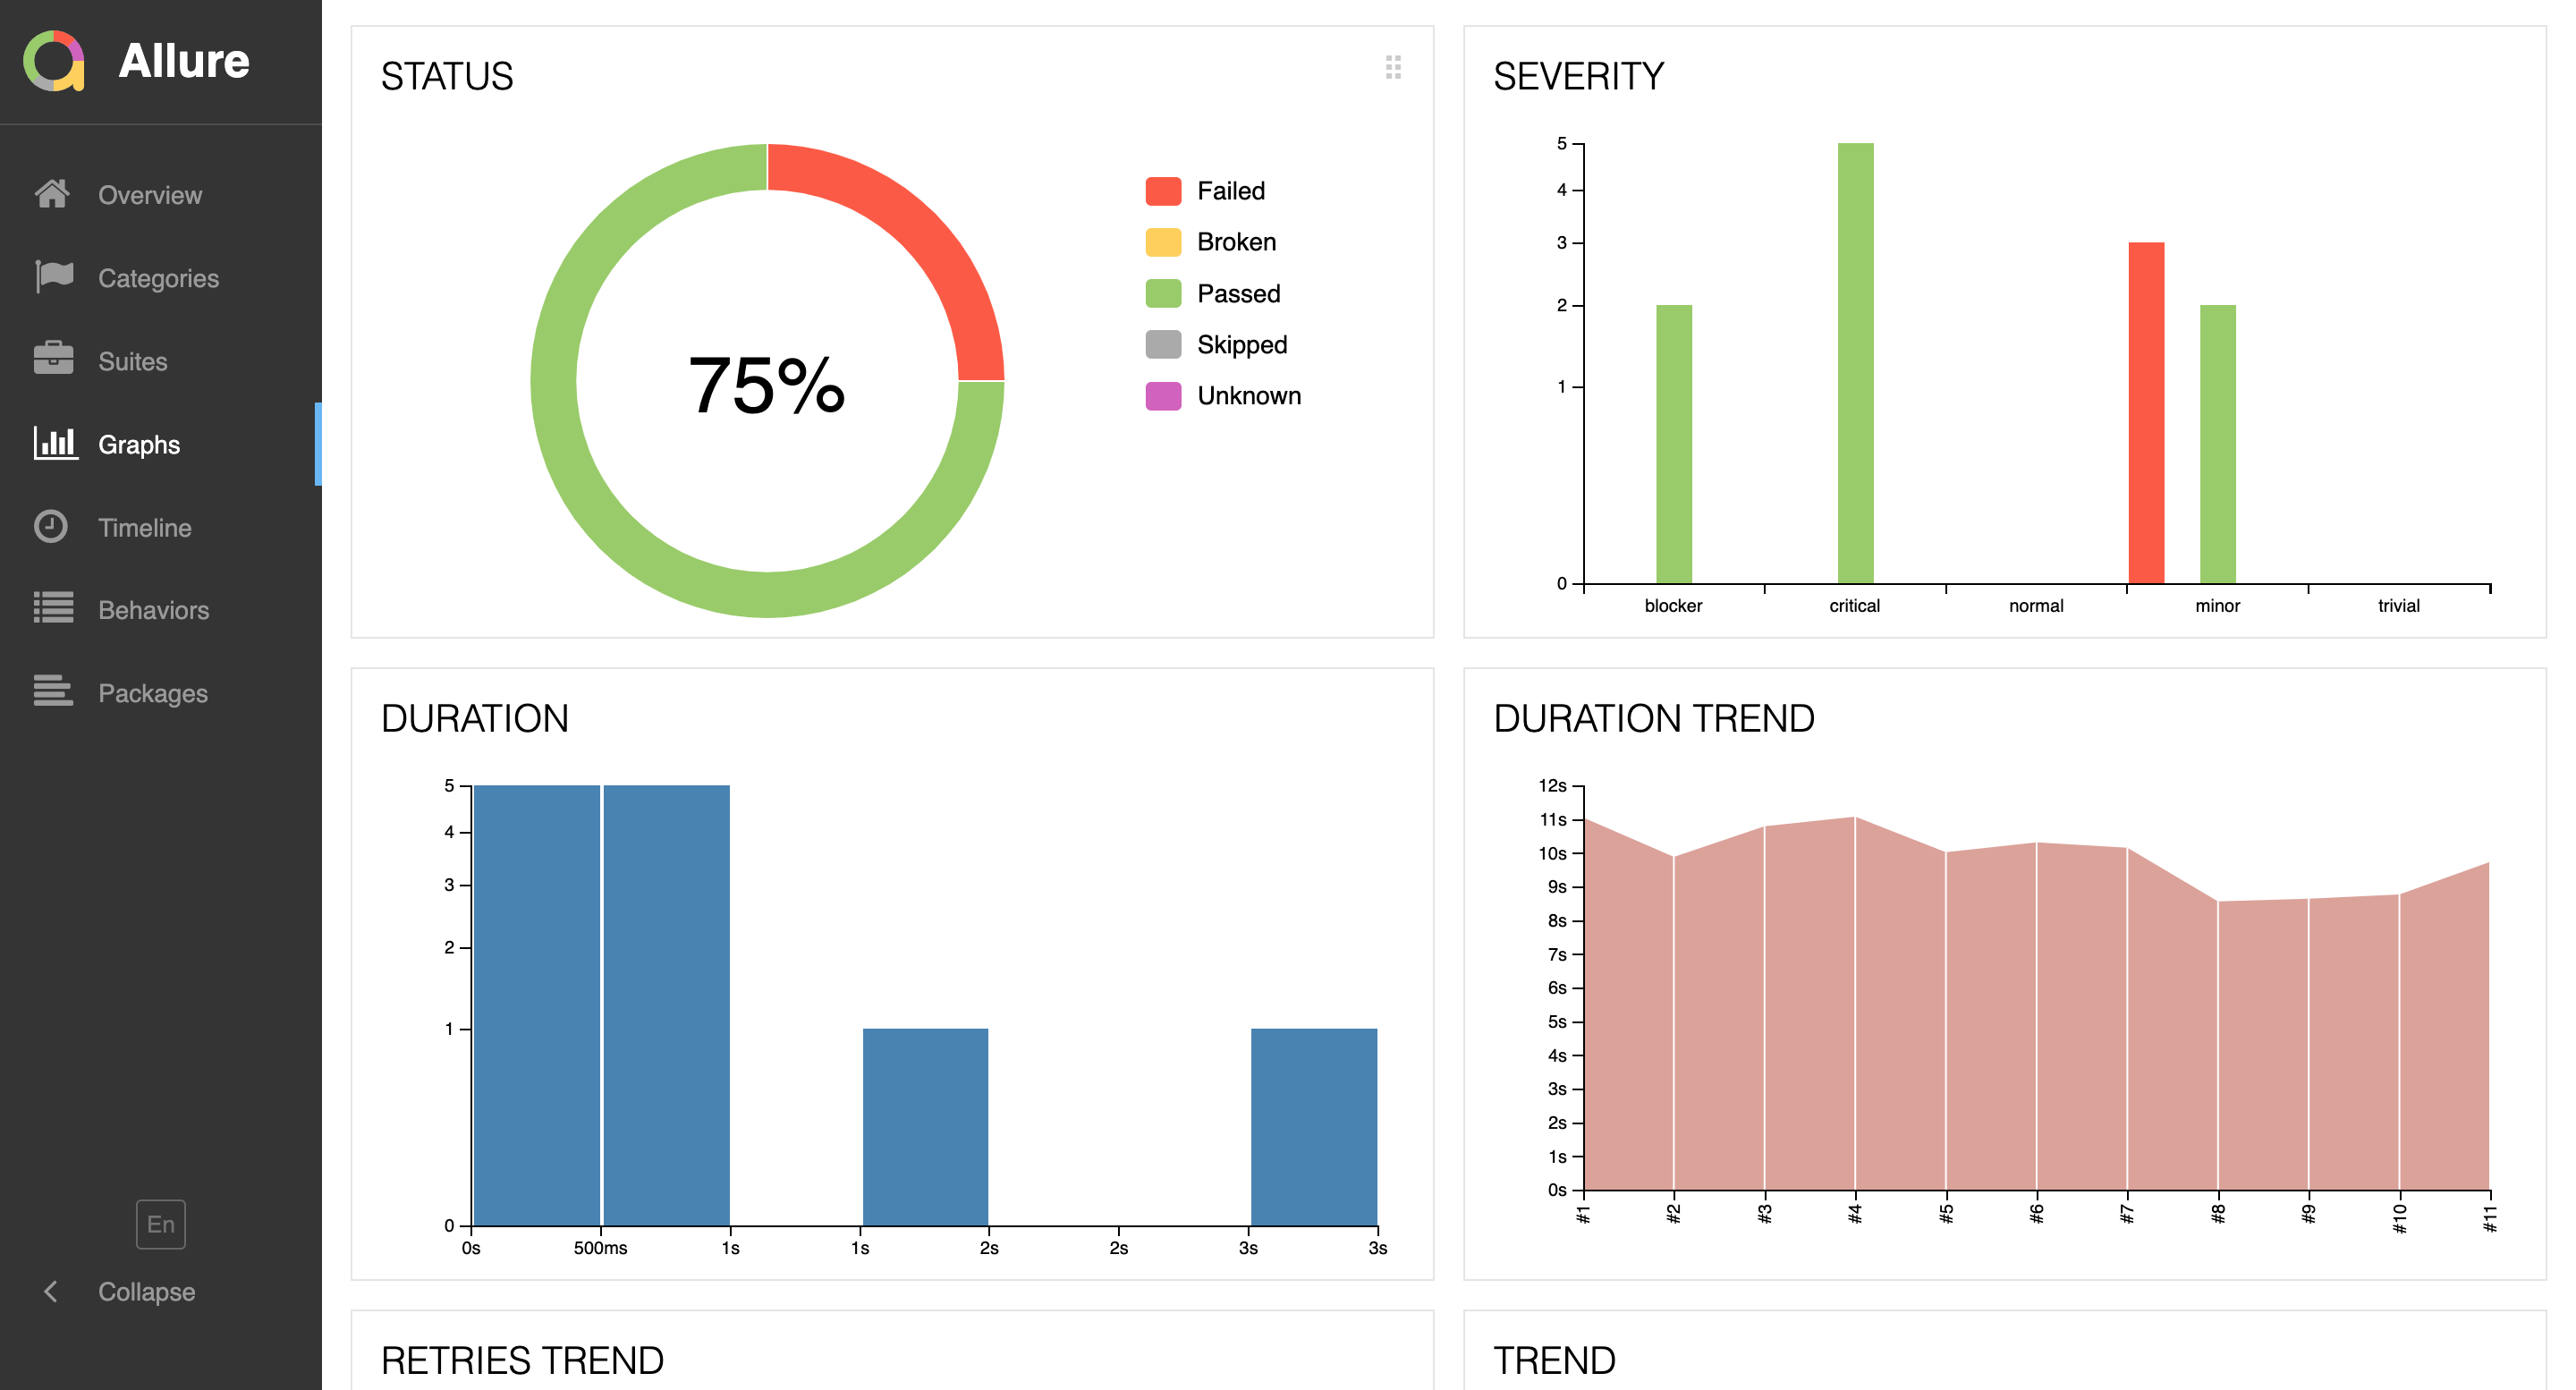 Allure
Overview
Categories
Suites
Graphs
Timeline
Behaviors
Packages
En
Collapse
STATUS
75%
Failed
Broken
Passed
Skipped
Unknown
SEVERITY
5
4
3
2
1
0
blocker critical normal minor trivial
DURATION
5
4
3
2
1
0
0s 500ms 1s 1s 2s 2s 3s 3s
DURATION TREND
12s
11s
10s
9s
8s
7s
6s
5s
4s
3s
2s
1s
0s
#1 #2 #3 #4 #5 #6 #7 #8 #9 #10 #11
RETRIES TREND
TREND